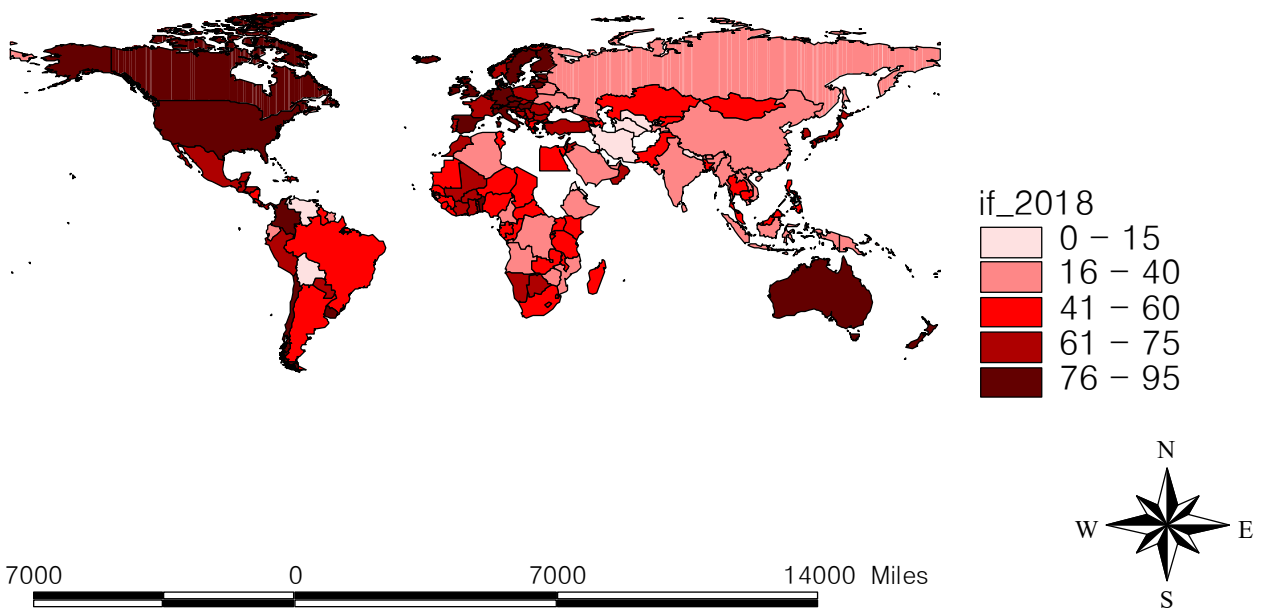 if_2018
0 – 15
16 – 40
41 – 60
61 – 75
76 – 95
N
W E
S
7000 0 7000 14000 Miles